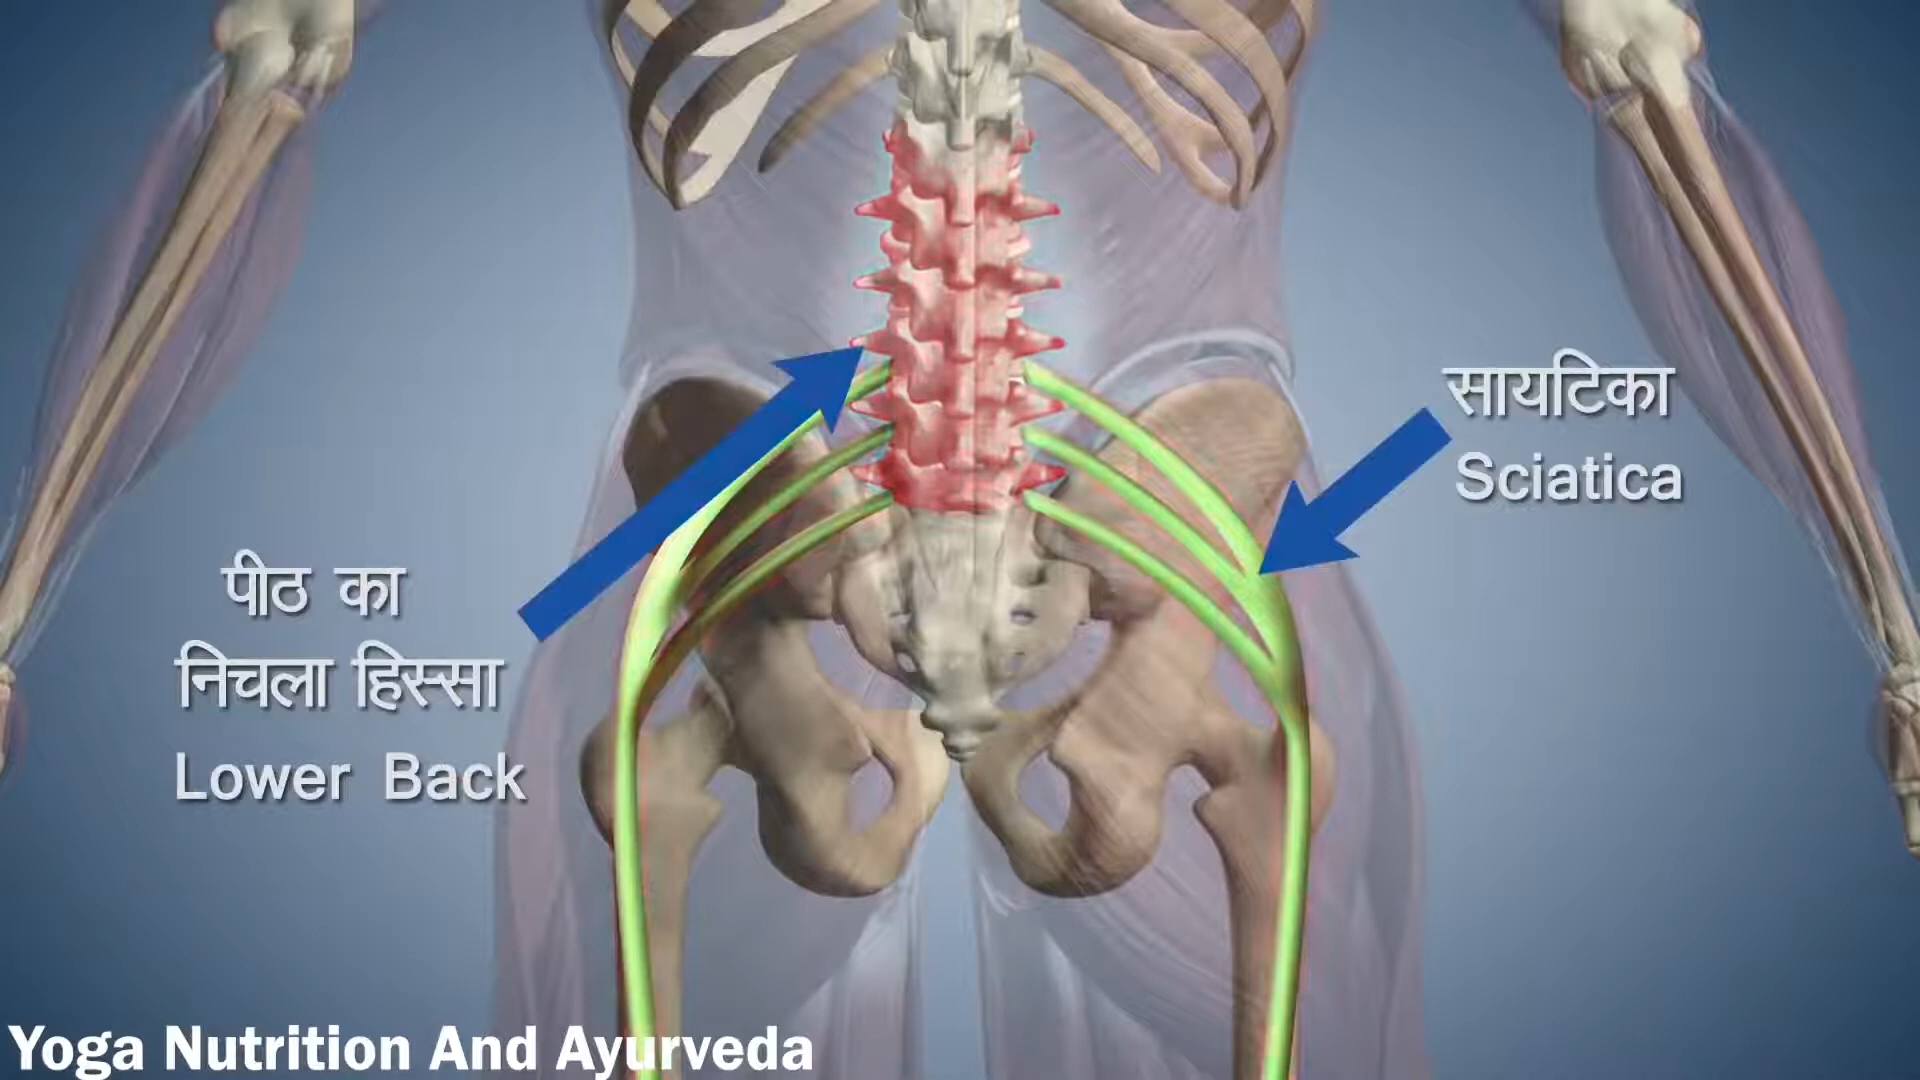 सायटिका
Sciatica
पीठ का
निचला हिस्सा
Lower Back
Yoga Nutrition And Ayurveda